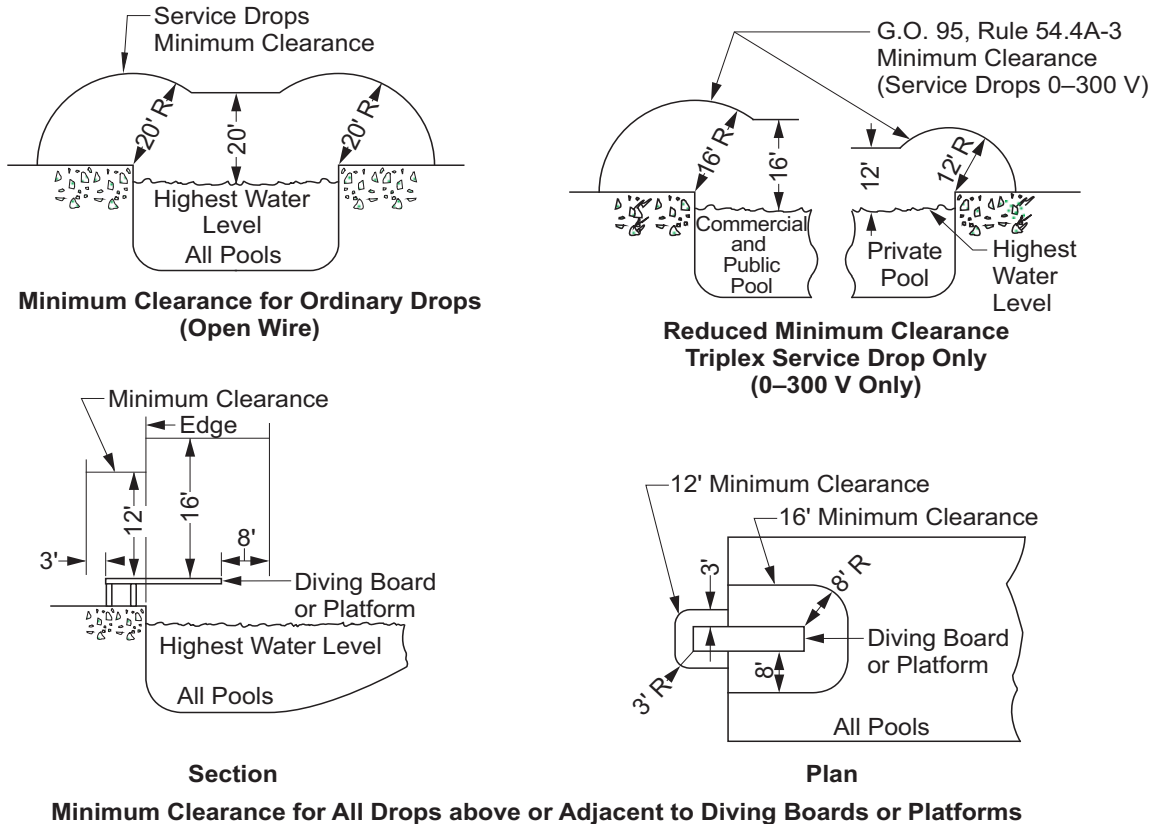 Service Drops
Minimum Clearance
20' R
20'
20' R
Highest Water
Level
All Pools
Minimum Clearance for Ordinary Drops
(Open Wire)
G.O. 95, Rule 54.4A-3
Minimum Clearance
(Service Drops 0–300 V)
16' R
16'
12'
12' R
Commercial
and
Public
Pool
Private
Pool
Highest
Water
Level
Reduced Minimum Clearance
Triplex Service Drop Only
(0–300 V Only)
Minimum Clearance
Edge
12'
16'
3'
8'
Diving Board
or Platform
Highest Water Level
All Pools
Section
12' Minimum Clearance
16' Minimum Clearance
3'
8' R
Diving Board
or Platform
8'
3' R
All Pools
Plan
Minimum Clearance for All Drops above or Adjacent to Diving Boards or Platforms